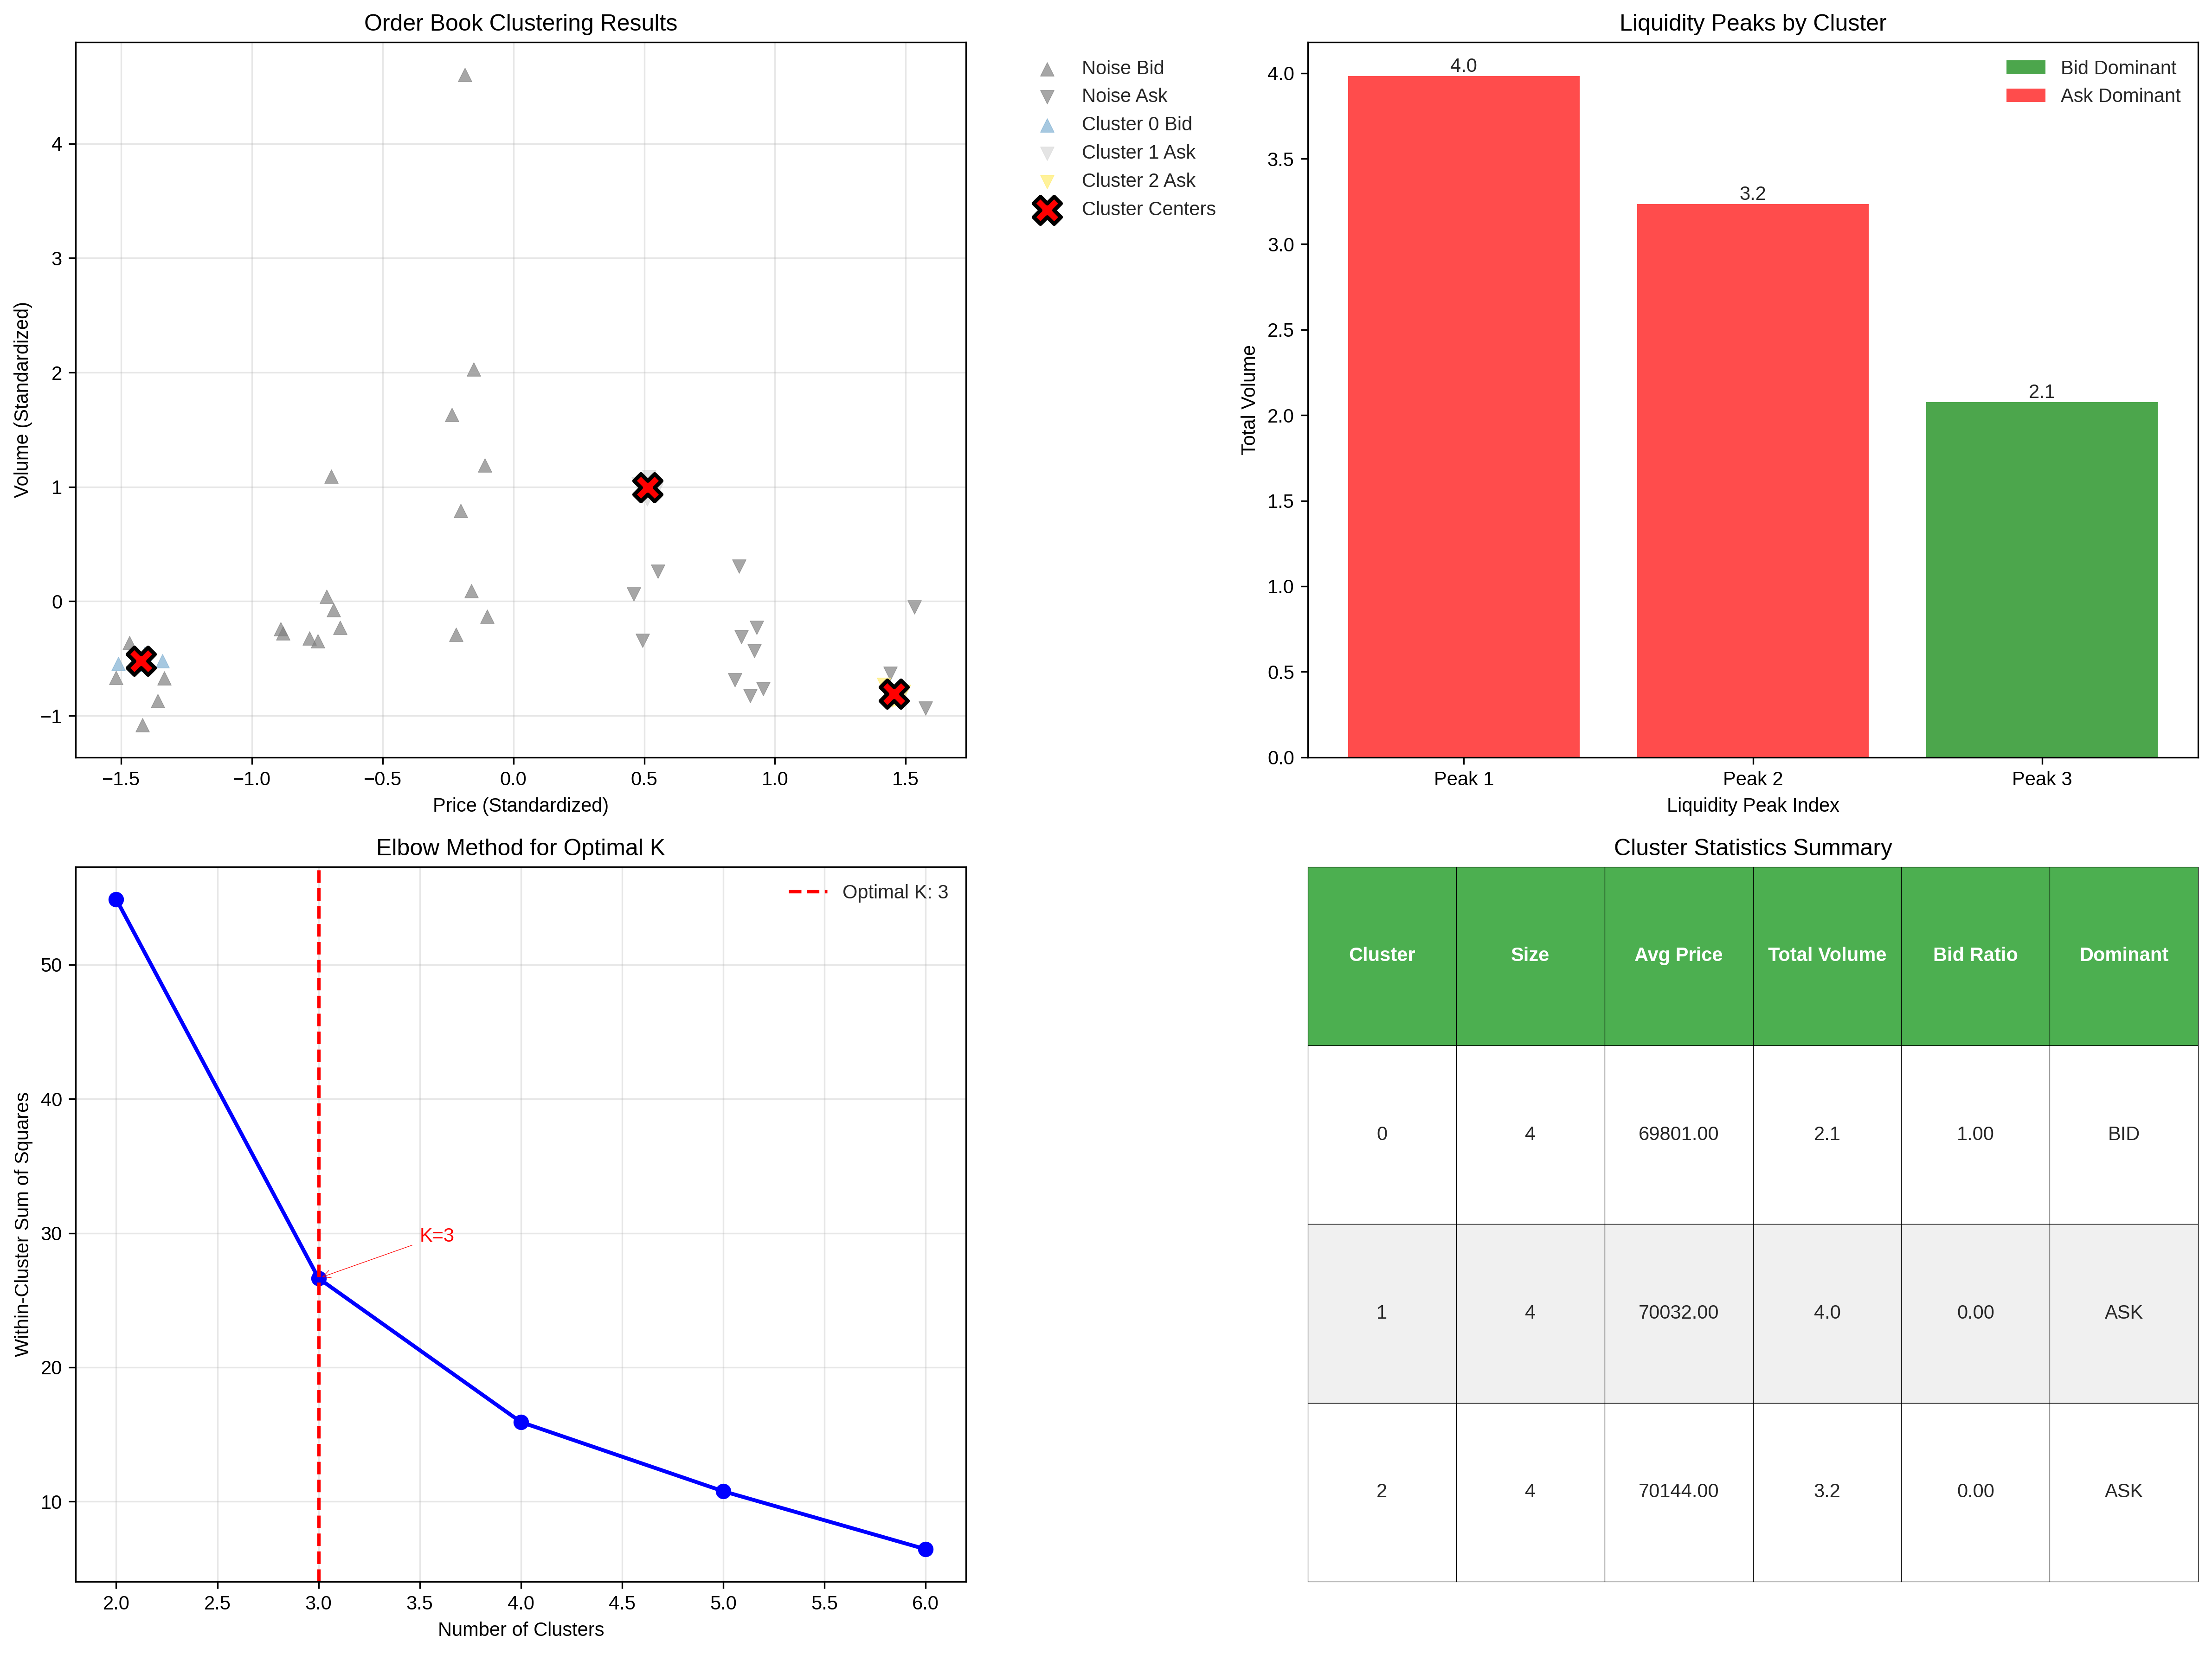 Order Book Clustering Results
Volume (Standardized)
4
3
2
1
0
−1
−1.5 −1.0 −0.5 0.0 0.5 1.0 1.5
Price (Standardized)
Noise Bid
Noise Ask
Cluster 0 Bid
Cluster 1 Ask
Cluster 2 Ask
Cluster Centers
Liquidity Peaks by Cluster
Total Volume
4.0
3.5
3.0
2.5
2.0
1.5
1.0
0.5
0.0
4.0
3.2
2.1
Bid Dominant
Ask Dominant
Peak 1 Peak 2 Peak 3
Liquidity Peak Index
Elbow Method for Optimal K
Within-Cluster Sum of Squares
50
40
30
20
10
Optimal K: 3
K=3
2.0 2.5 3.0 3.5 4.0 4.5 5.0 5.5 6.0
Number of Clusters
Cluster Statistics Summary
Cluster Size Avg Price Total Volume Bid Ratio Dominant
0 4 69801.00 2.1 1.00 BID
1 4 70032.00 4.0 0.00 ASK
2 4 70144.00 3.2 0.00 ASK